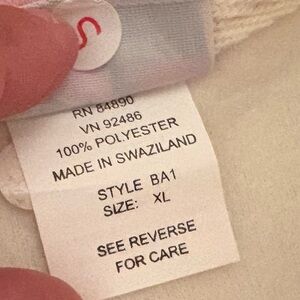 S
RN 84890
VN 92486
100% POLYESTER
MADE IN SWAZILAND
STYLE BA1
SIZE: XL
SEE REVERSE
FOR CARE